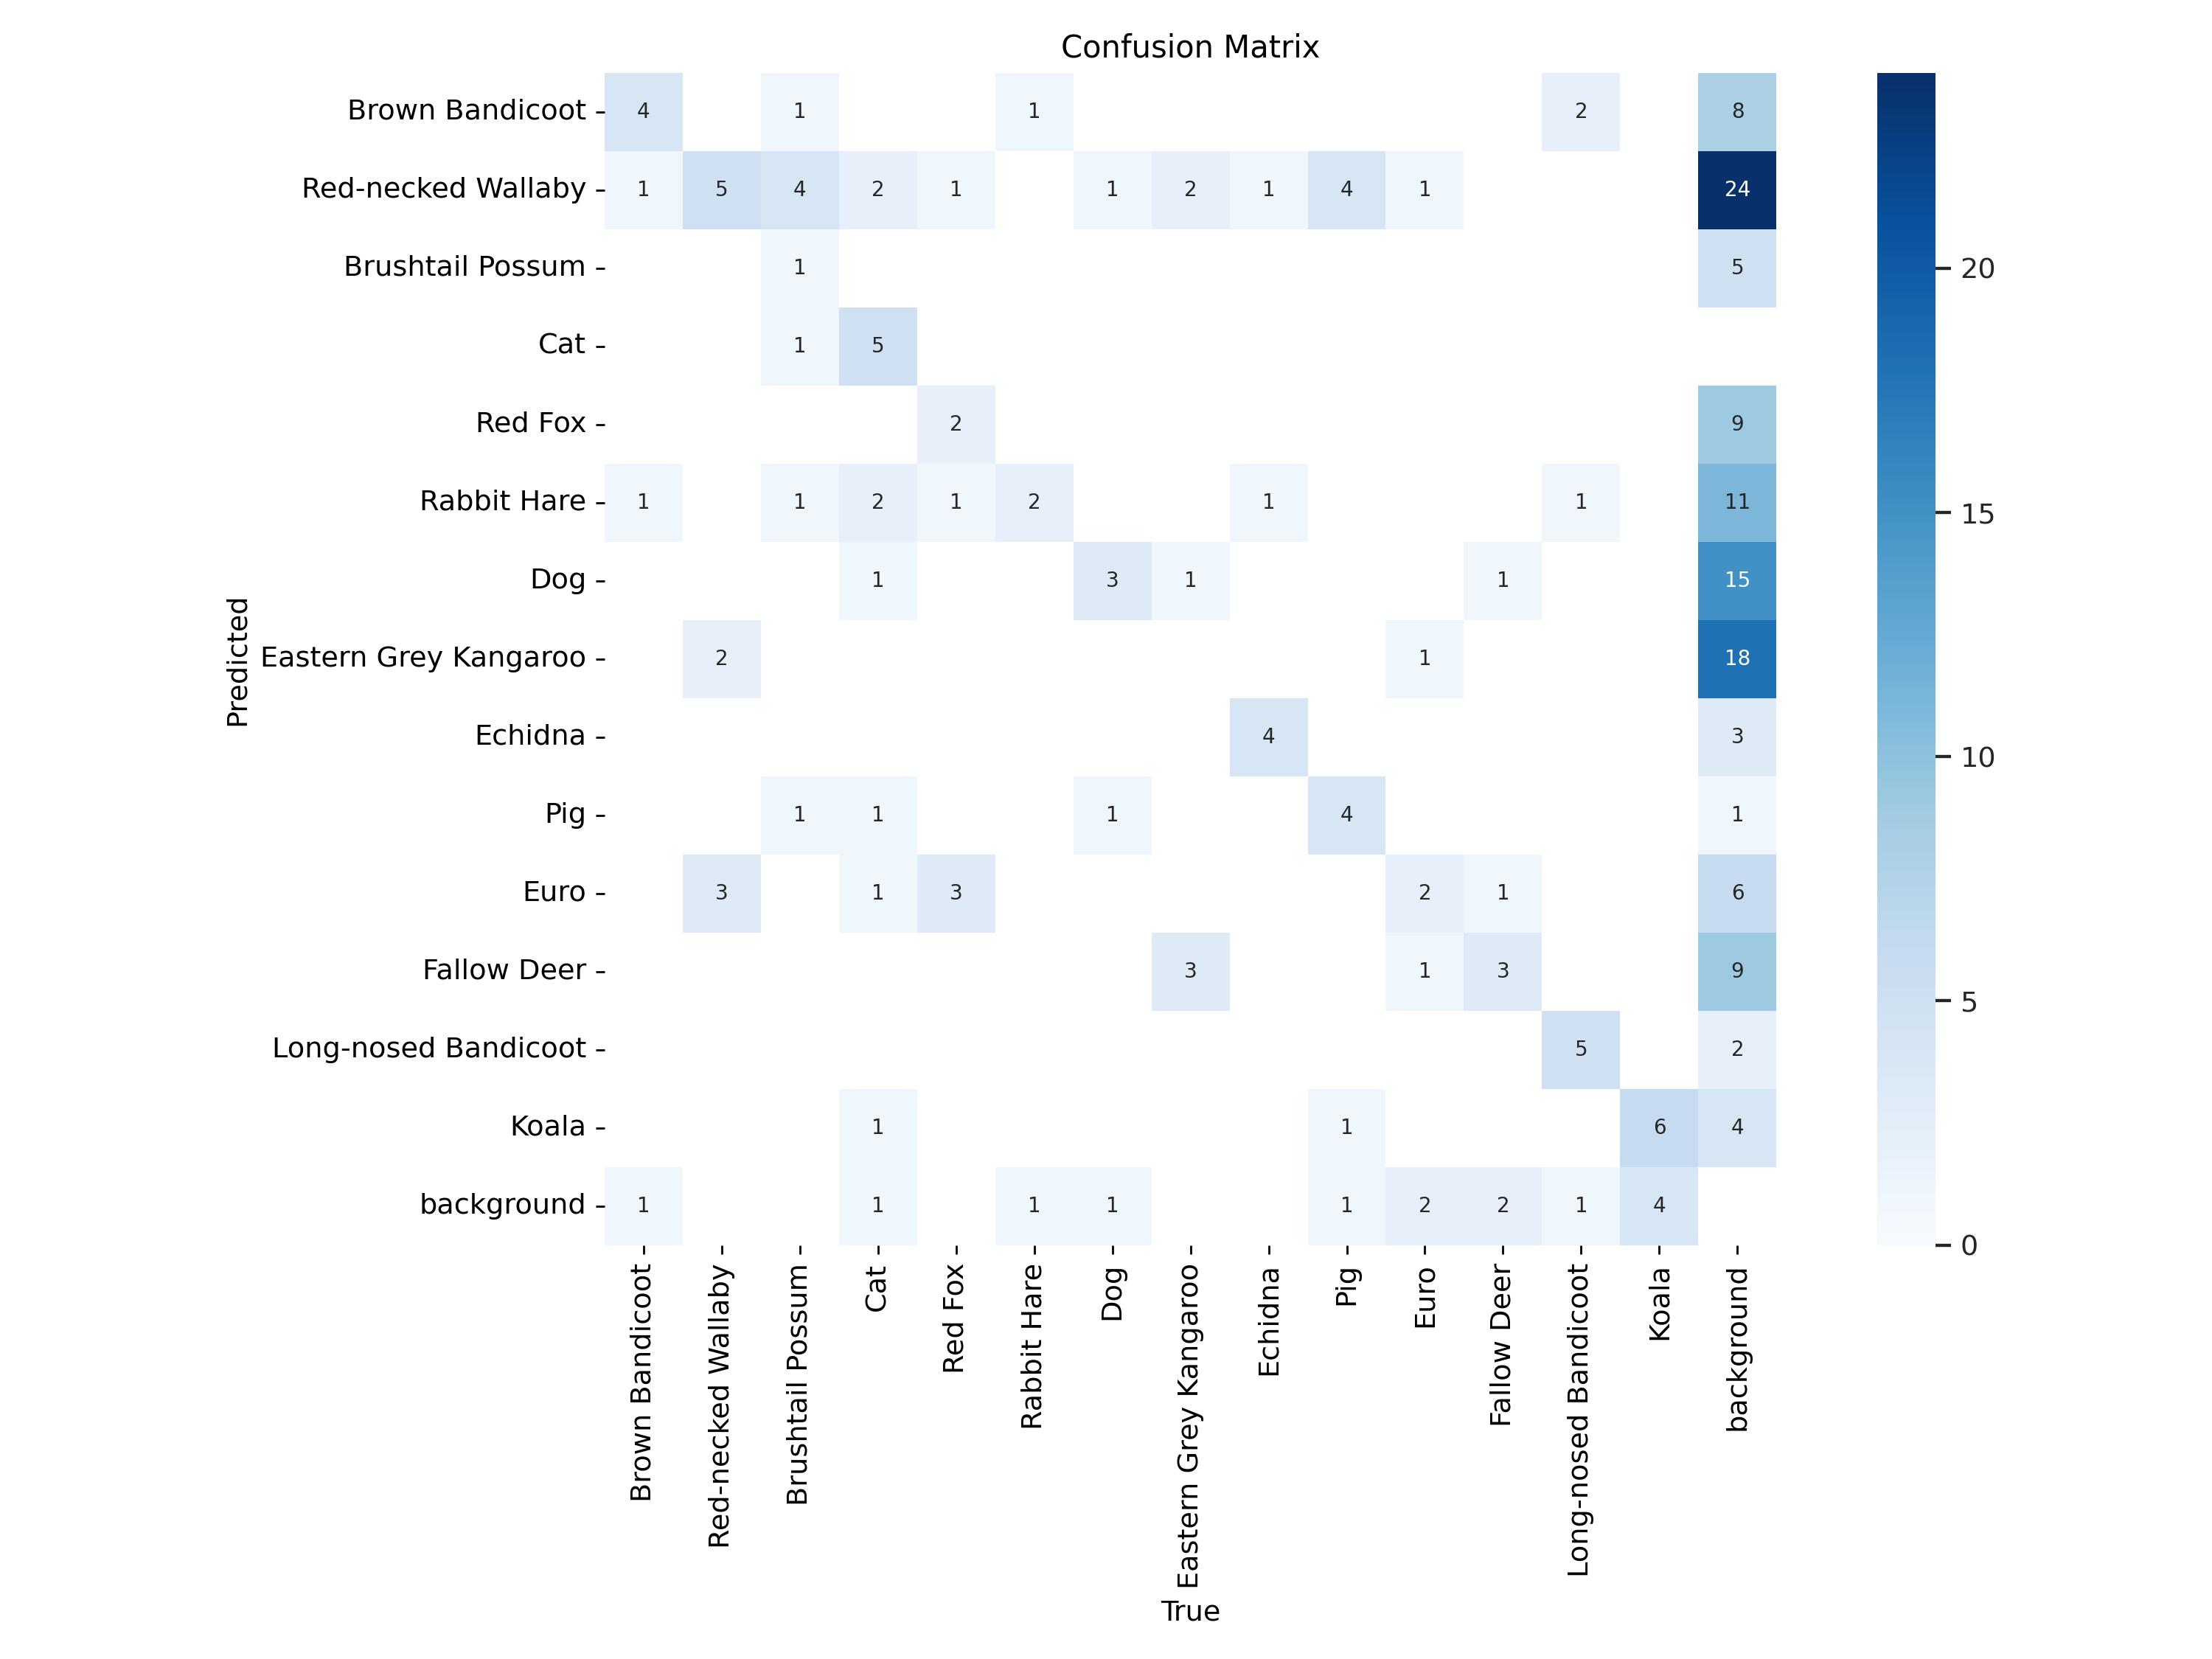 Confusion Matrix
Brown Bandicoot 4 1 1 2 8
Red-necked Wallaby 1 5 4 2 1 1 2 1 4 1 24
Brushtail Possum 1 5
Cat 1 5
Red Fox 2 9
Rabbit Hare 1 1 2 1 2 1 1 11
Dog 1 3 1 1 15
Eastern Grey Kangaroo 2 1 18
Echidna 4 3
Pig 1 1 1 4 1
Euro 3 1 3 2 1 6
Fallow Deer 3 1 3 9
Long-nosed Bandicoot 5 2
Koala 1 1 6 4
background 1 1 1 1 1 2 2 1 4
Predicted
Brown Bandicoot
Red-necked Wallaby
Brushtail Possum
Cat
Red Fox
Rabbit Hare
Dog
Eastern Grey Kangaroo
Echidna
Pig
Euro
Fallow Deer
Long-nosed Bandicoot
Koala
background
True
20
15
10
5
0